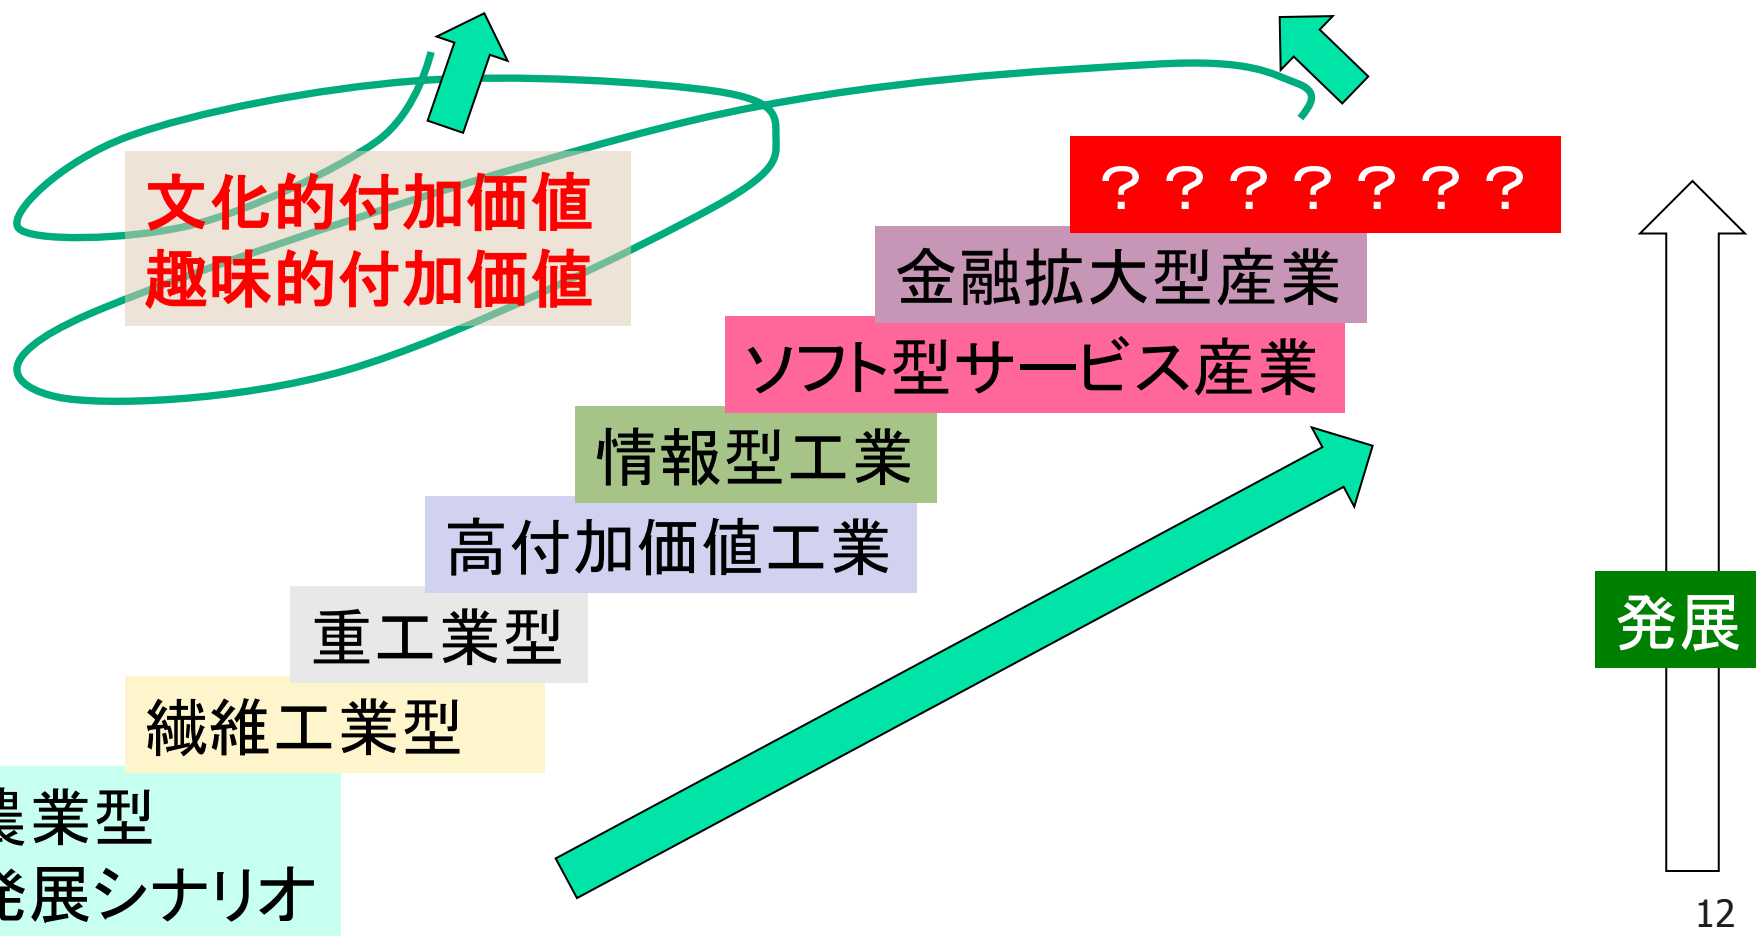 文化的付加価値
趣味的付加価値
？？？？？？？
金融拡大型産業
ソフト型サービス産業
情報型工業
高付加価値工業
重工業型
繊維工業型
農業型
発展シナリオ
発展
12